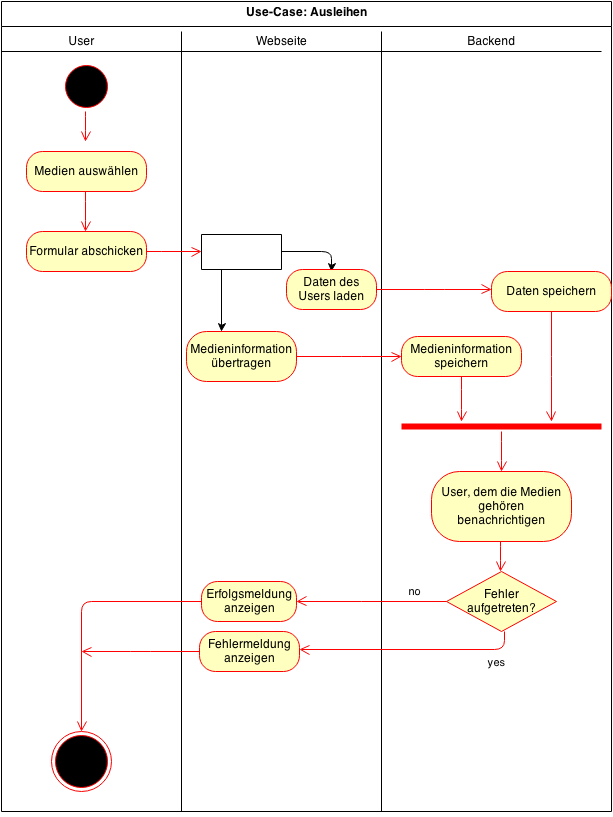 Use-Case: Ausleihen
User
Webseite
Backend
Medien auswählen
Formular abschicken
Daten des
Users laden
Daten speichern
Medieninformation
übertragen
Medieninformation
speichern
User, dem die Medien
gehören
benachrichtigen
Fehler
aufgetreten?
no
Erfolgsmeldung
anzeigen
yes
Fehlermeldung
anzeigen